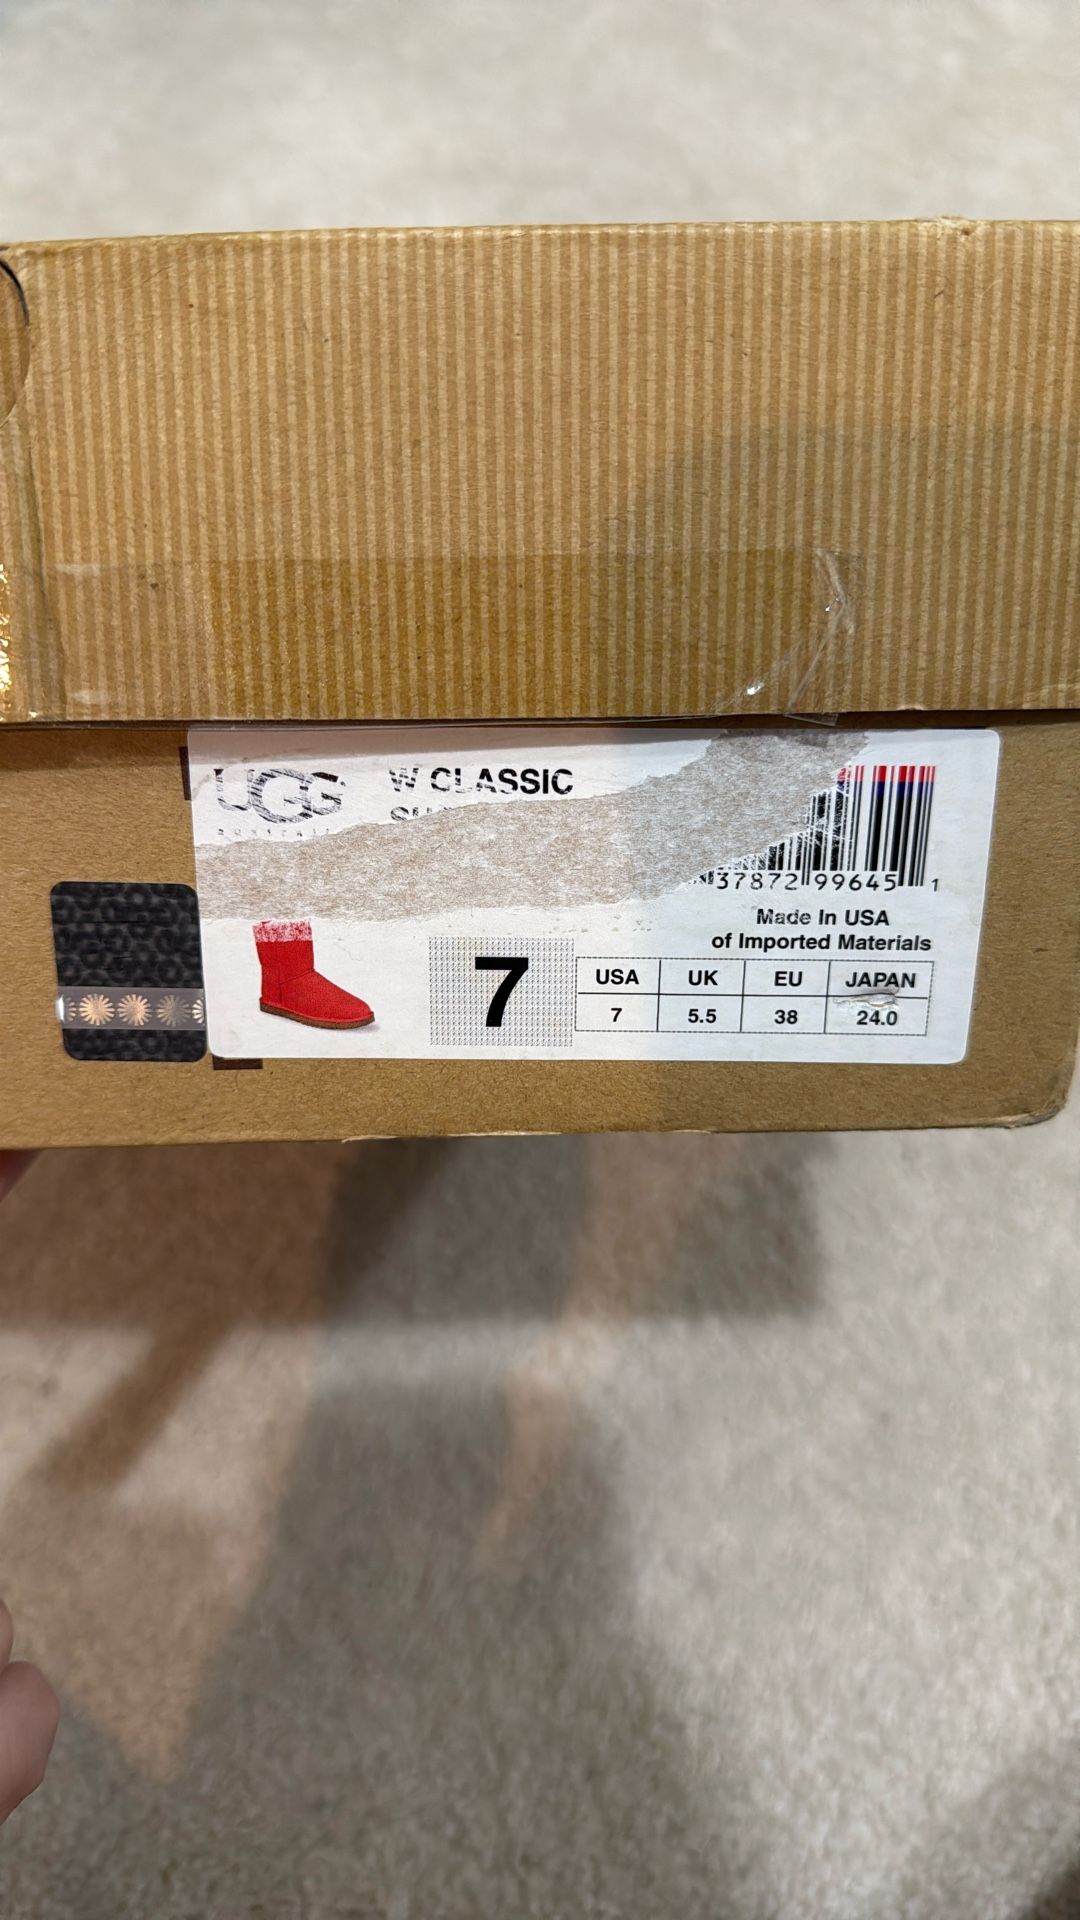 UGG
australia
W CLASSIC
37872 99645 1
Made In USA
of Imported Materials
7
USA UK EU JAPAN
7 5.5 38 24.0